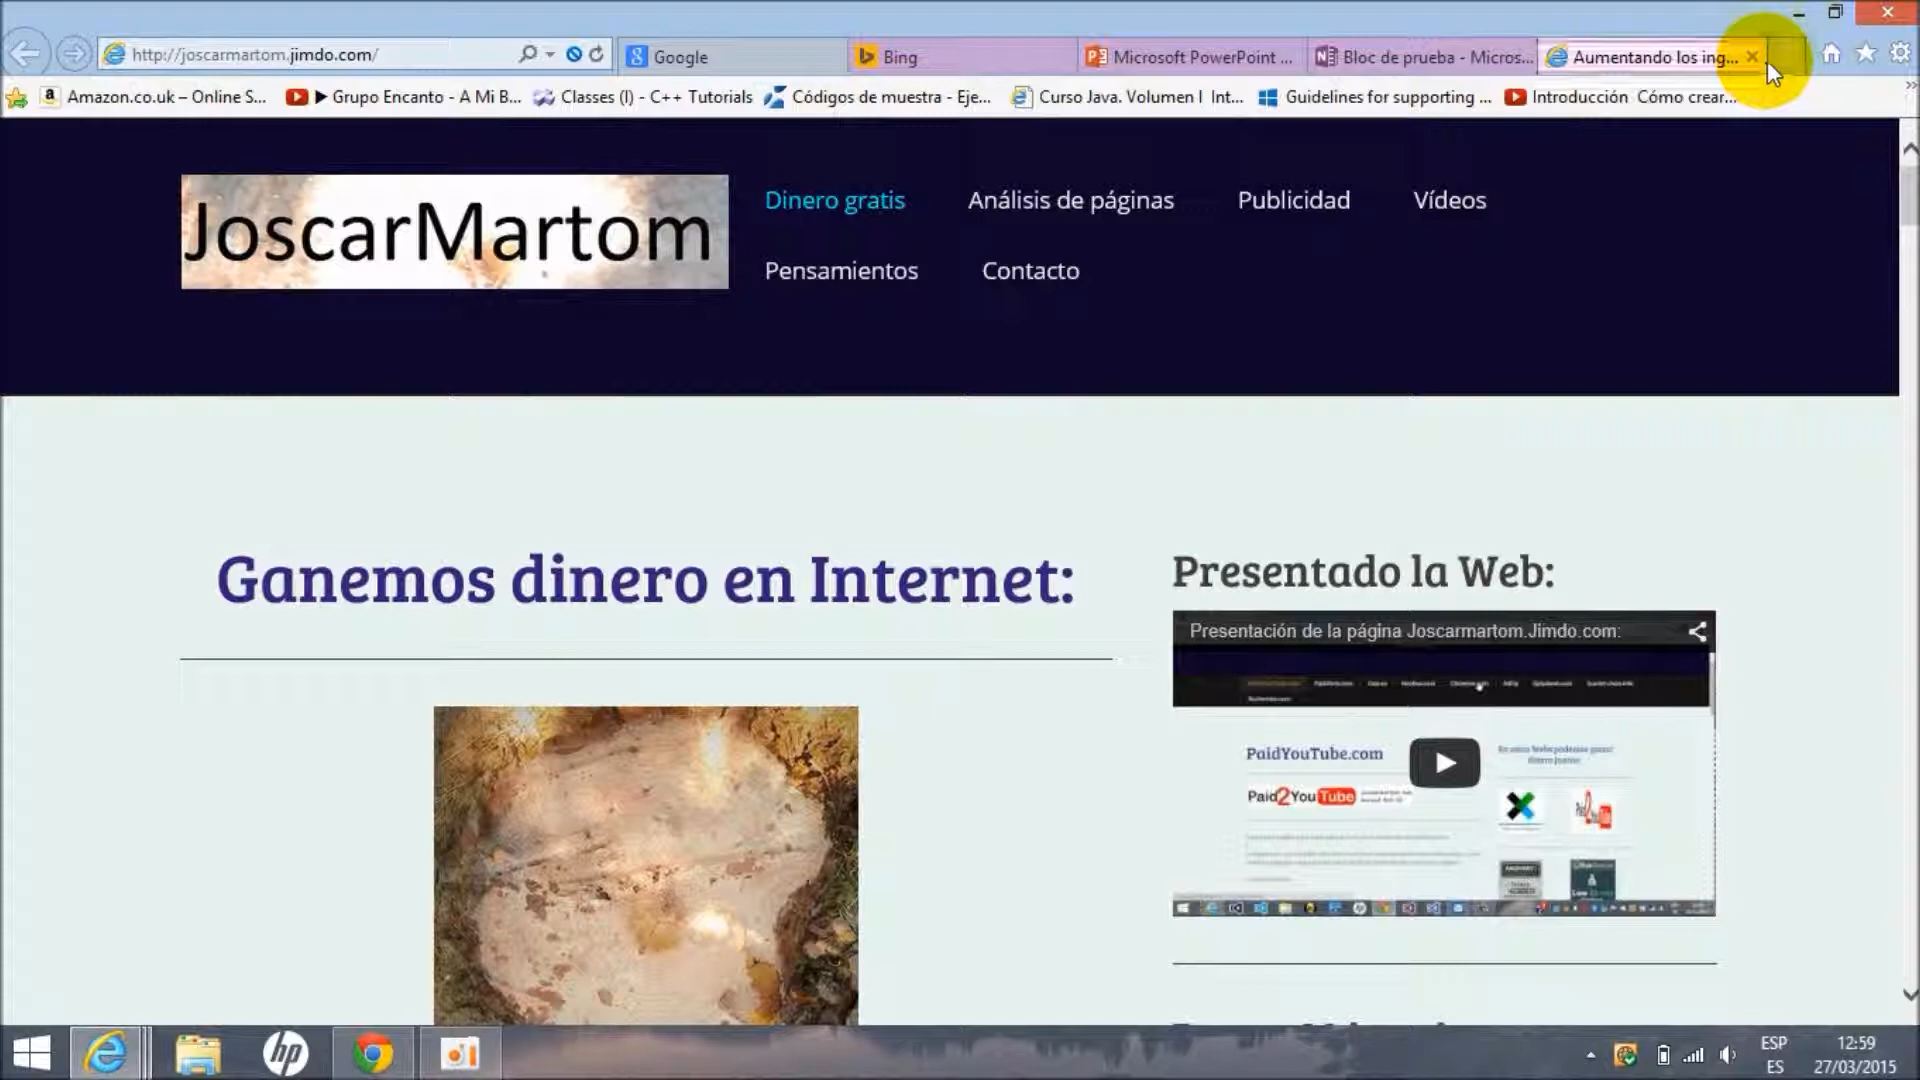 http://joscarmartom.jimdo.com/
Google
Bing
Microsoft PowerPoint ...
Bloc de prueba - Micros...
Aumentando los ing...
Amazon.co.uk – Online S...
▶ Grupo Encanto - A Mi B...
Classes (I) - C++ Tutorials
Códigos de muestra - Eje...
Curso Java. Volumen I Int...
Guidelines for supporting ...
Introducción Cómo crear...
JoscarMartom
Dinero gratis
Análisis de páginas
Publicidad
Vídeos
Pensamientos
Contacto
Ganemos dinero en Internet:
Presentado la Web:
Presentación de la página Joscarmartom.Jimdo.com:
PaidYouTube.com
Paid2YouTube
hp
ESP
ES
12:59
27/03/2015